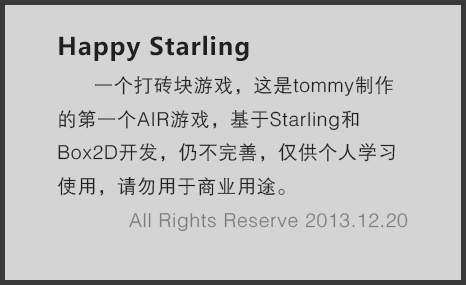 Happy Starling
一个打砖块游戏，这是tommy制作
的第一个AIR游戏，基于Starling和
Box2D开发，仍不完善，仅供个人学习
使用，请勿用于商业用途。
All Rights Reserve 2013.12.20